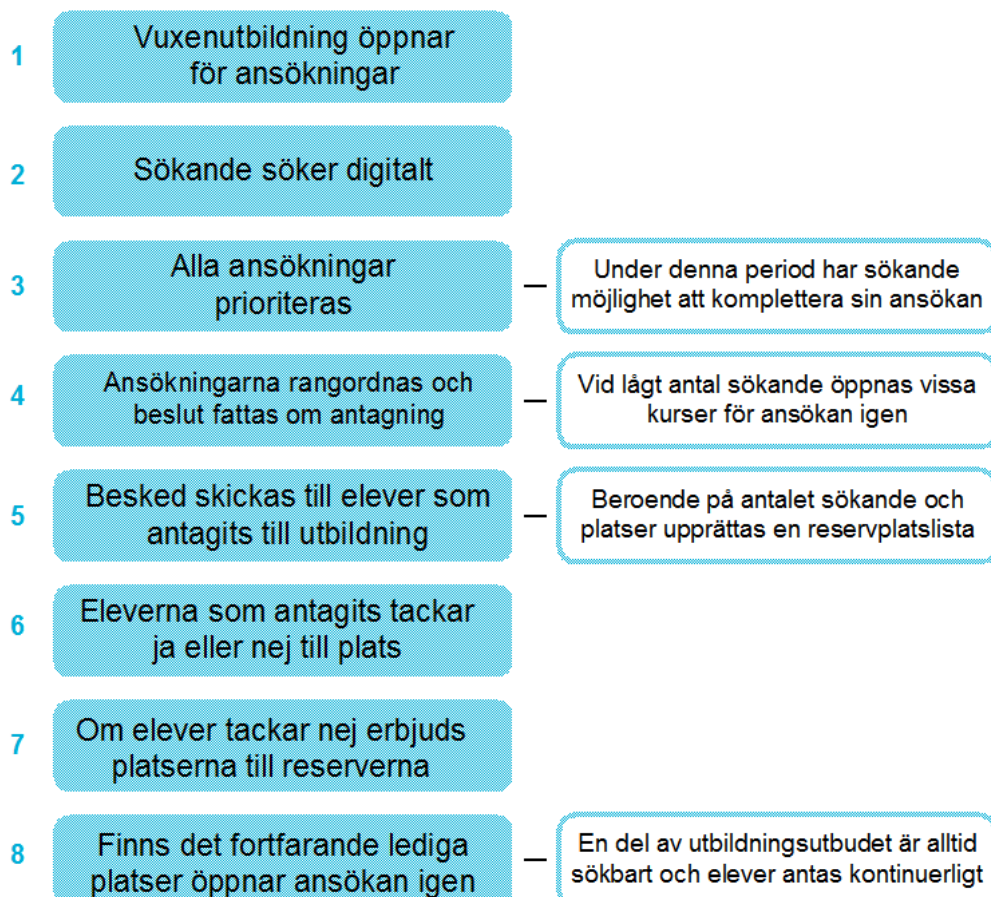 1
Vuxenutbildning öppnar
för ansökningar
2
Sökande söker digitalt
3
Alla ansökningar
prioriteras
Under denna period har sökande
möjlighet att komplettera sin ansökan
4
Ansökningarna rangordnas och
beslut fattas om antagning
Vid lågt antal sökande öppnas vissa
kurser för ansökan igen
5
Besked skickas till elever som
antagits till utbildning
Beroende på antalet sökande och
platser upprättas en reservplatslista
6
Eleverna som antagits tackar
ja eller nej till plats
7
Om elever tackar nej erbjuds
platserna till reserverna
8
Finns det fortfarande lediga
platser öppnar ansökan igen
En del av utbildningsutbudet är alltid
sökbart och elever antas kontinuerligt